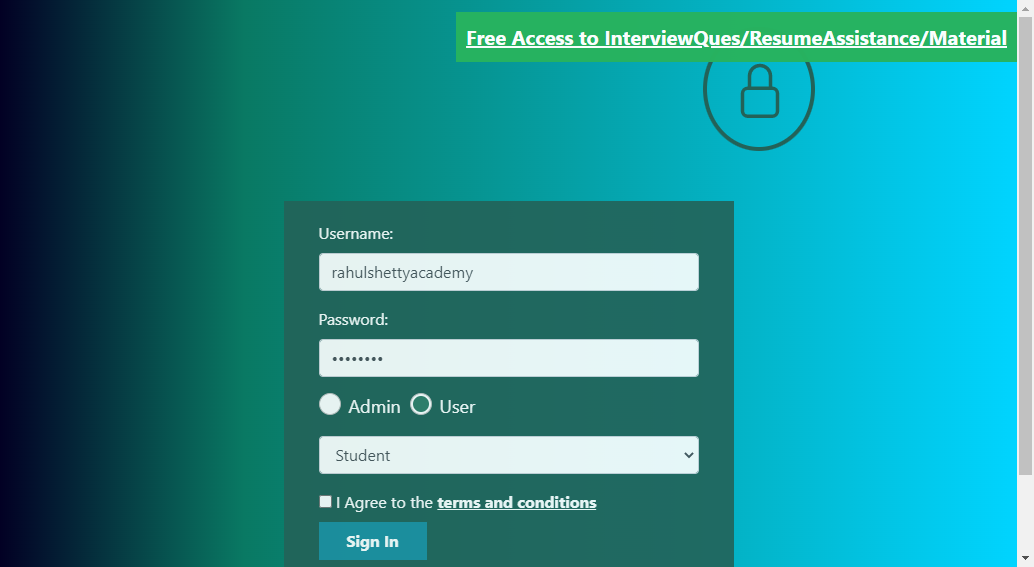 Free Access to InterviewQues/ResumeAssistance/Material
Username:
rahulshettyacademy
Password:
••••••••
Admin User
Student
I Agree to the terms and conditions
Sign In